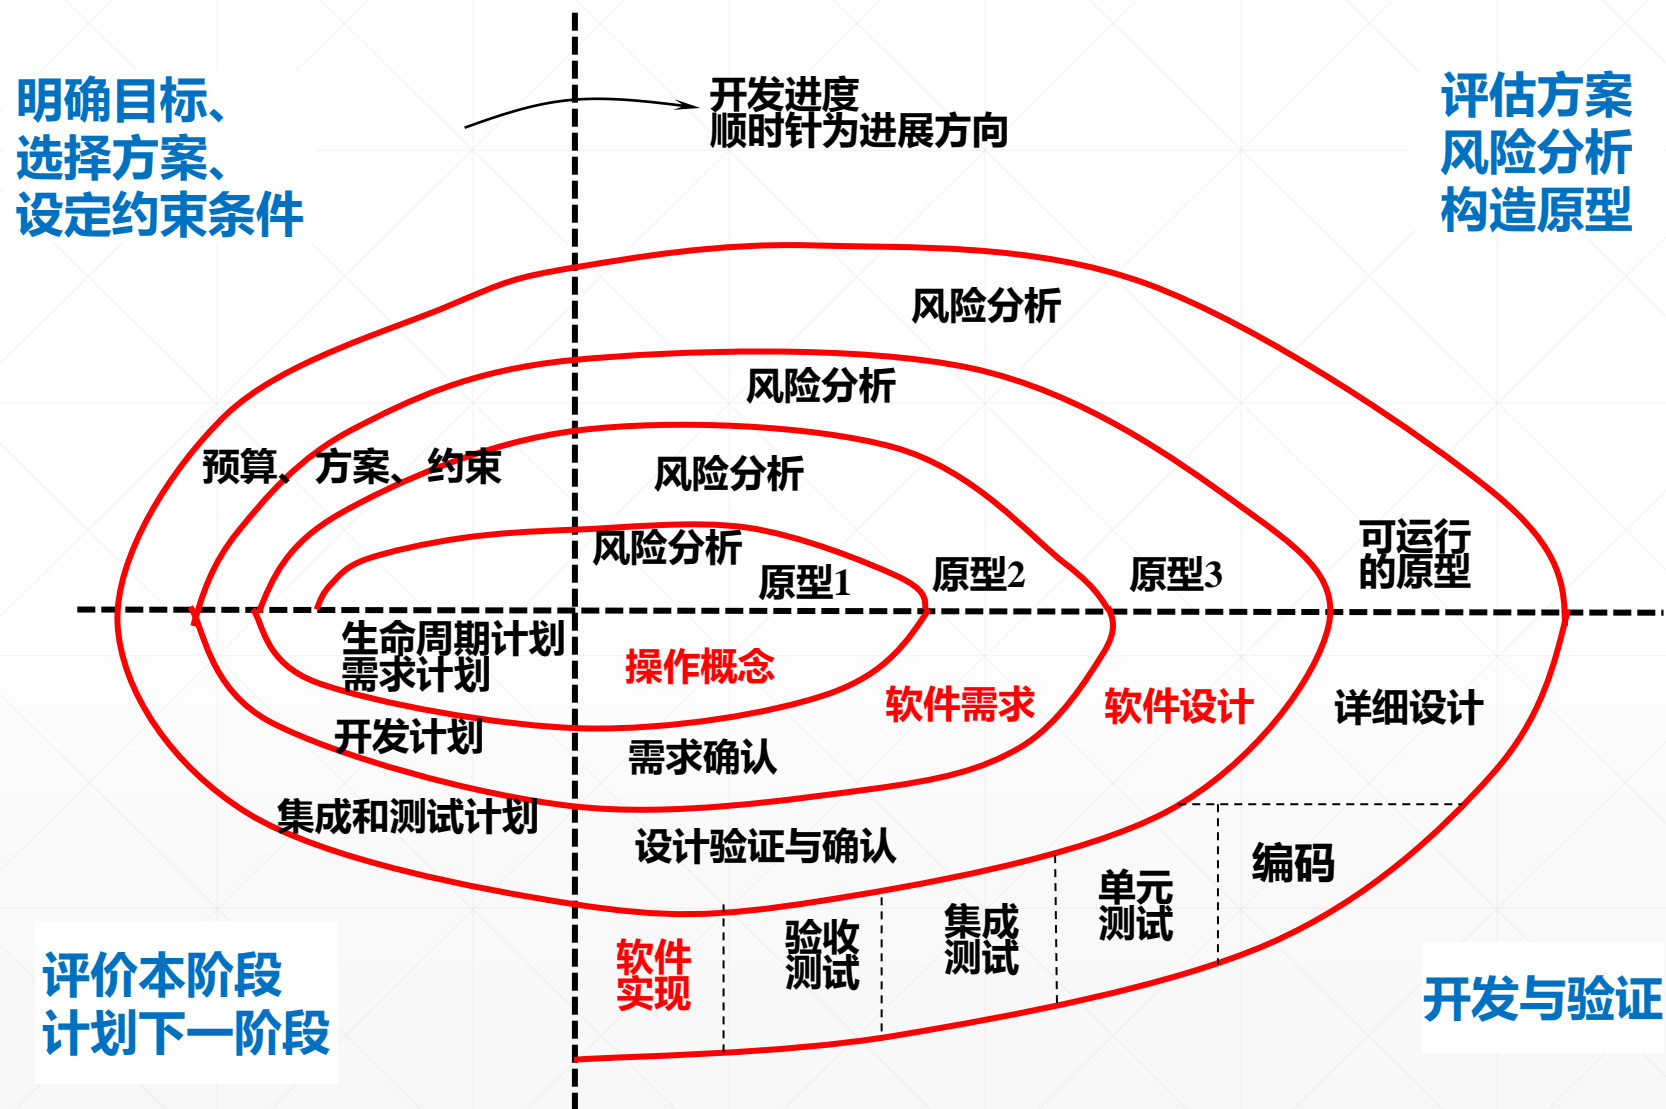 明确目标、
选择方案、
设定约束条件
开发进度
顺时针为进展方向
评估方案
风险分析
构造原型
风险分析
风险分析
预算、方案、约束
风险分析
风险分析
原型1
原型2
原型3
可运行
的原型
生命周期计划
需求计划
操作概念
软件需求
软件设计
详细设计
开发计划
需求确认
集成和测试计划
设计验证与确认
编码
单元
测试
集成
测试
验收
测试
软件
实现
评价本阶段
计划下一阶段
开发与验证